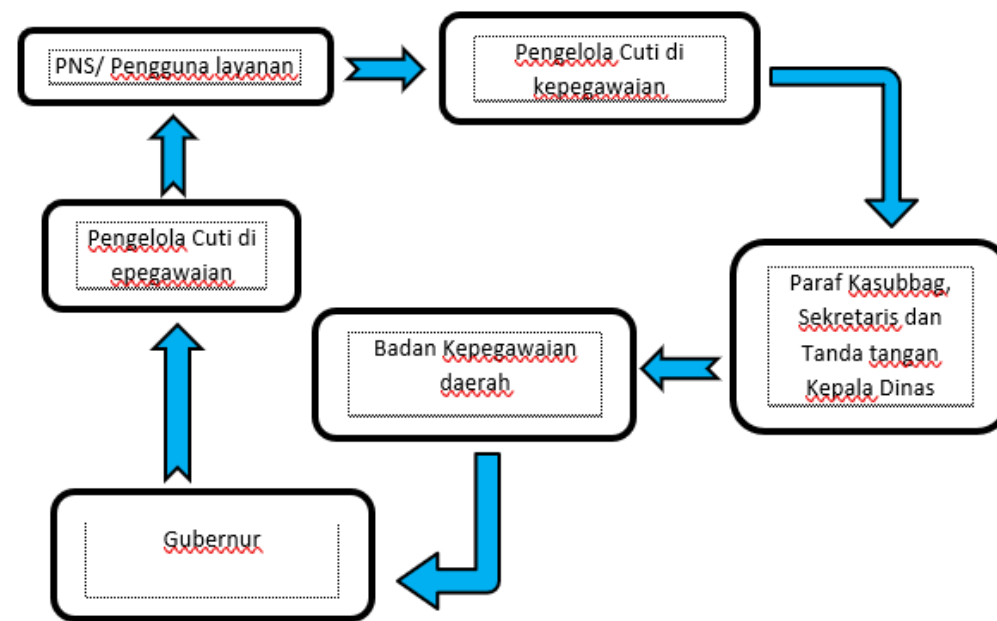 PNS/ Pengguna layanan
Pengelola Cuti di
kepegawaian
Paraf Kasubbag,
Sekretaris dan
Tanda tangan
Kepala Dinas
Badan Kepegawaian
daerah
Gubernur
Pengelola Cuti di
epegawaian